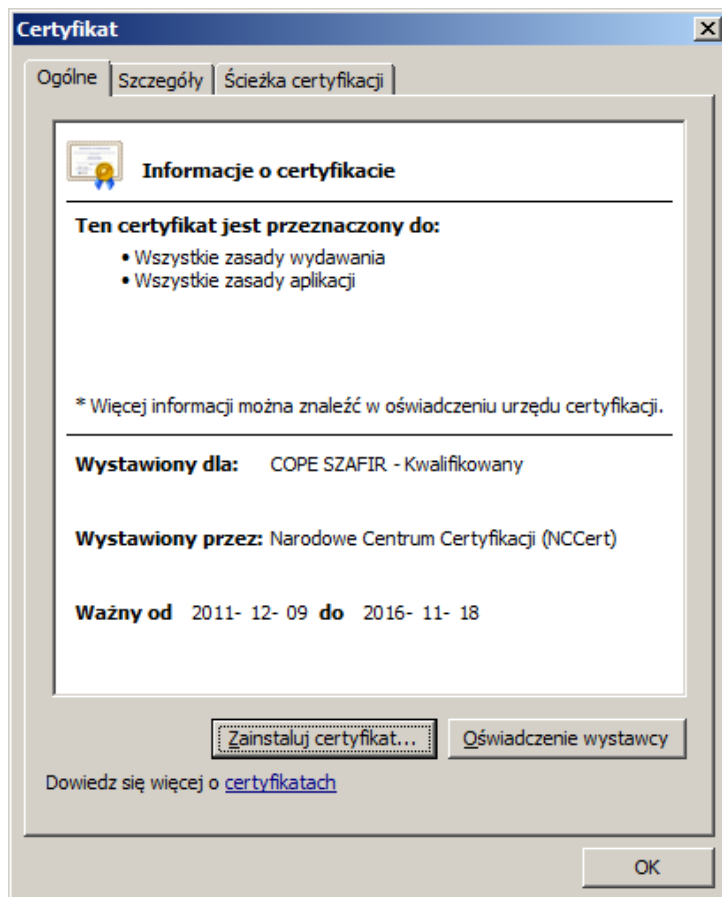 Certyfikat
Ogólne Szczegóły Ścieżka certyfikacji
Informacje o certyfikacie
Ten certyfikat jest przeznaczony do:
• Wszystkie zasady wydawania
• Wszystkie zasady aplikacji
* Więcej informacji można znaleźć w oświadczeniu urzędu certyfikacji.
Wystawiony dla: COPE SZAFIR - Kwalifikowany
Wystawiony przez: Narodowe Centrum Certyfikacji (NCCert)
Ważny od 2011- 12- 09 do 2016- 11- 18
Zainstaluj certyfikat... Oświadczenie wystawcy
Dowiedz się więcej o certyfikatach
OK